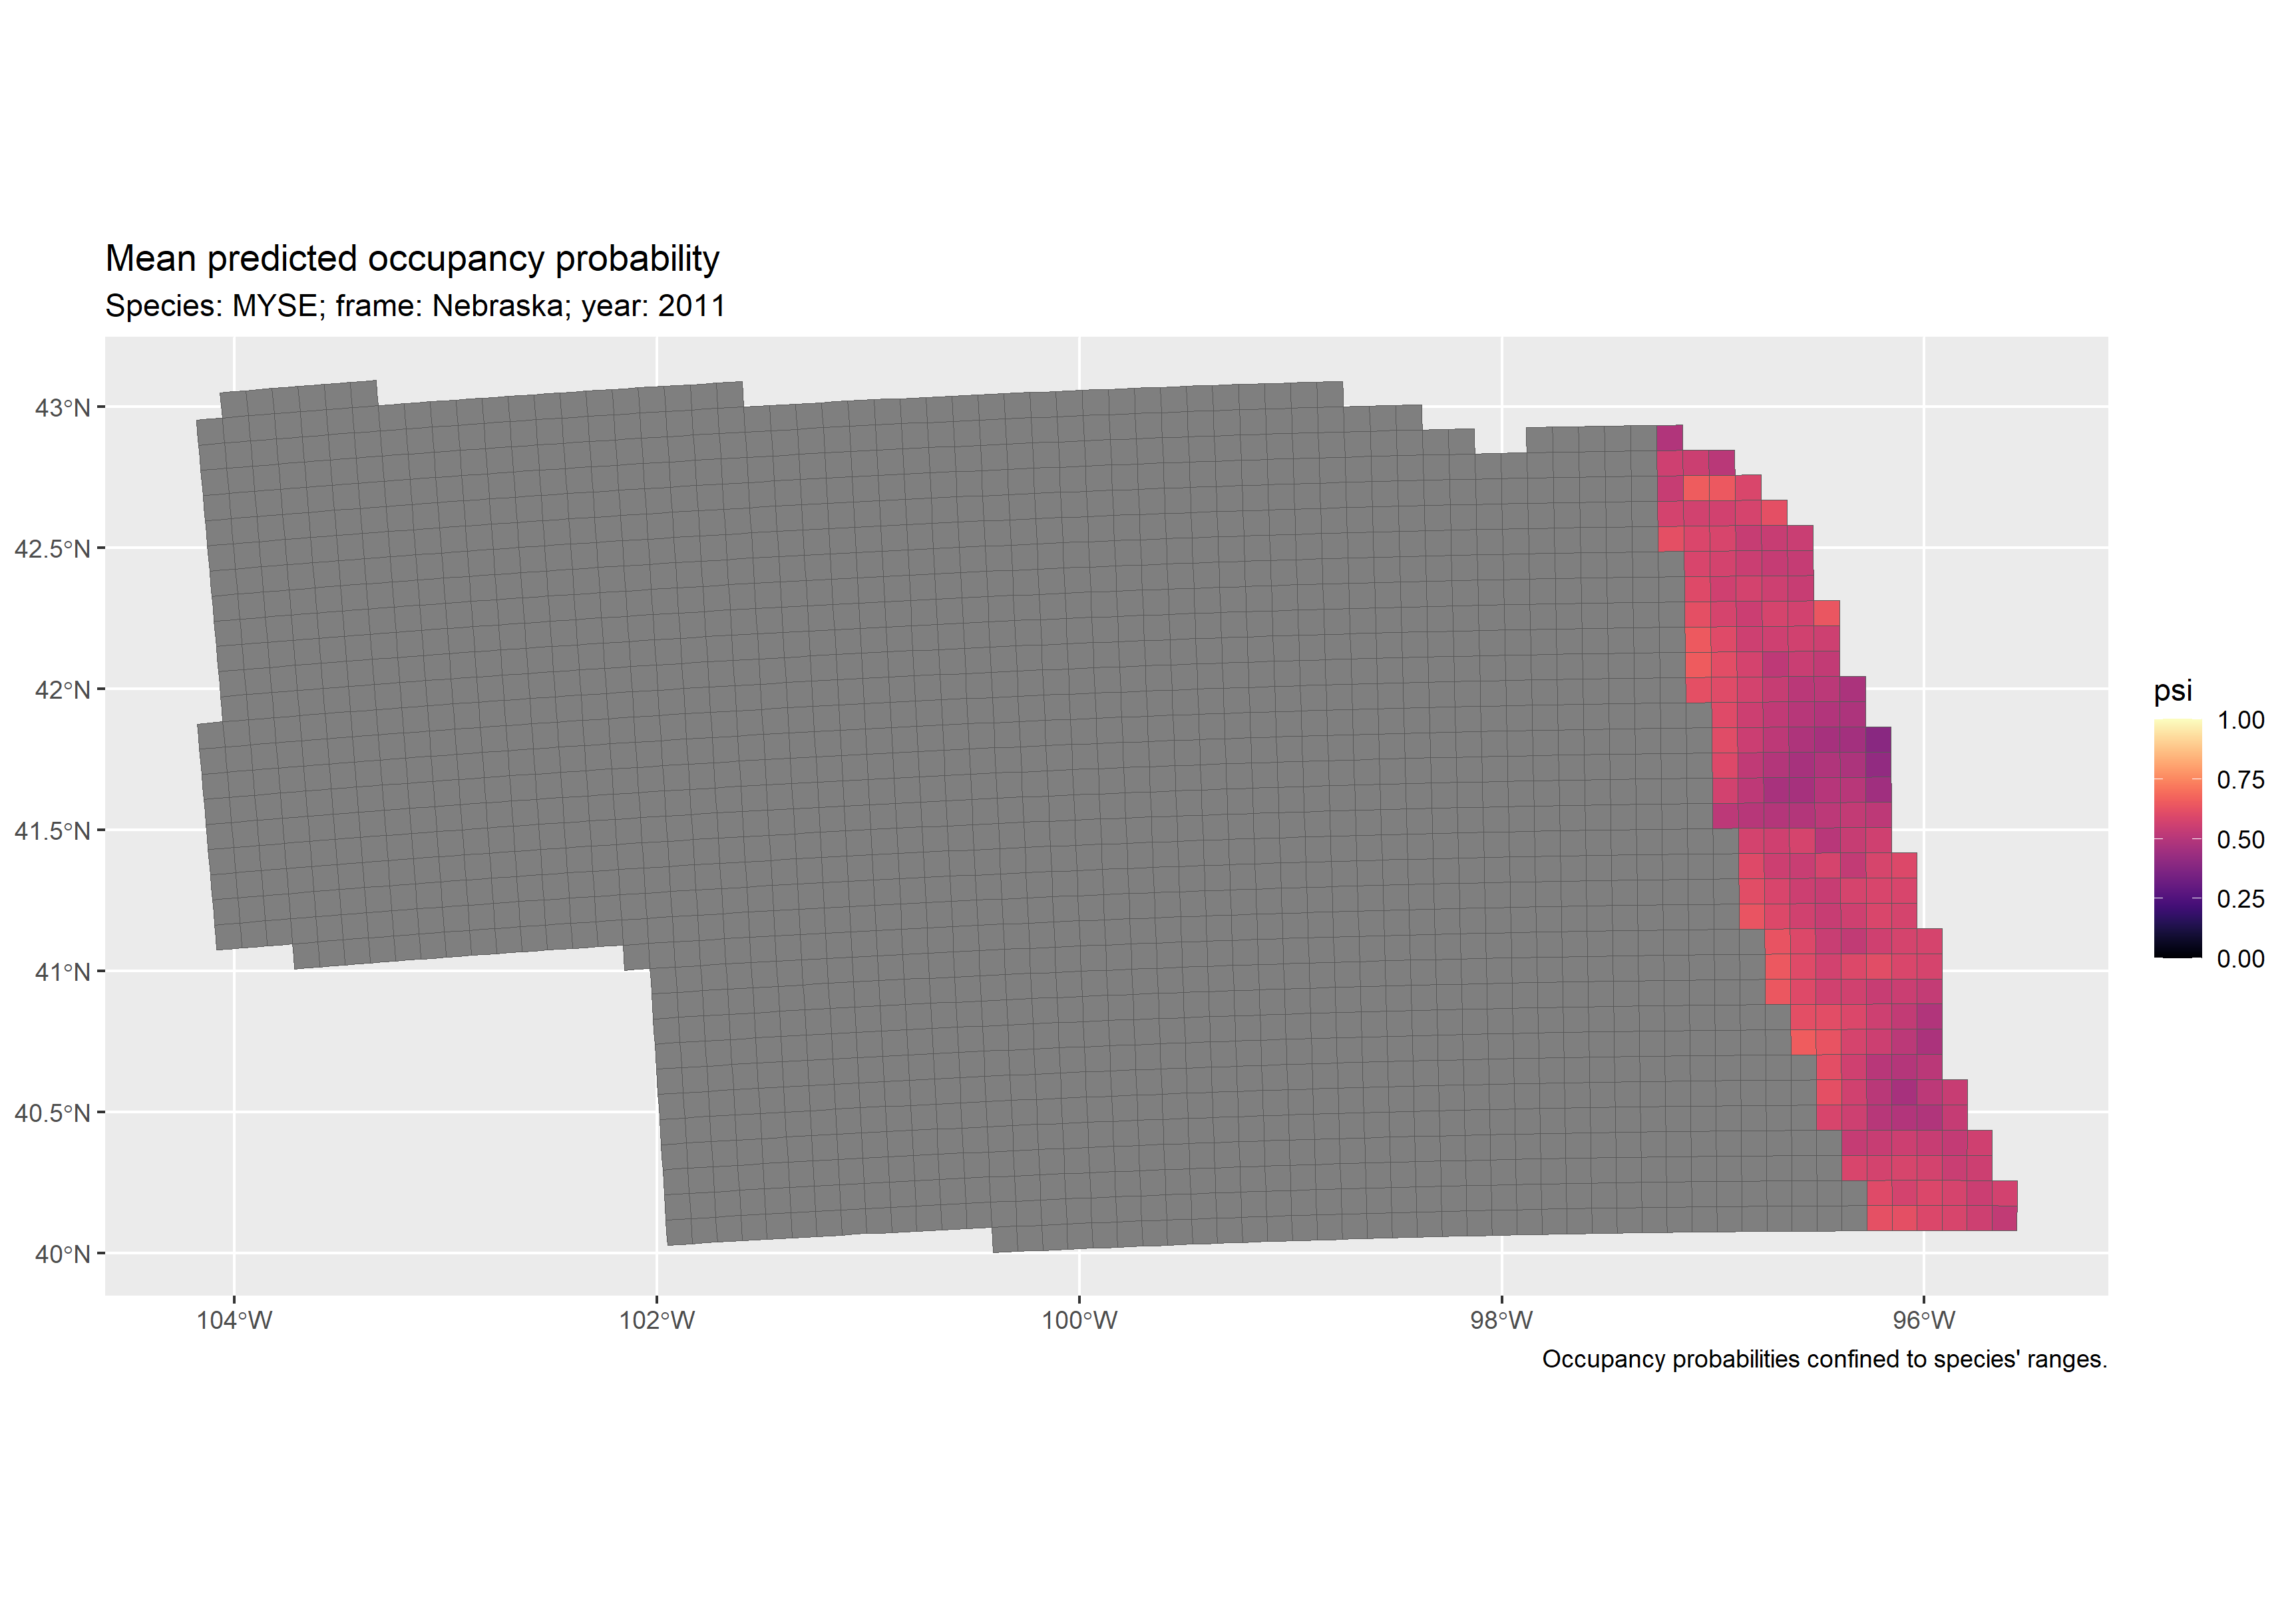 Mean predicted occupancy probability
Species: MYSE; frame: Nebraska; year: 2011
43°N
42.5°N
42°N
41.5°N
41°N
40.5°N
40°N
104°W
102°W
100°W
98°W
96°W
psi
1.00
0.75
0.50
0.25
0.00
Occupancy probabilities confined to species' ranges.